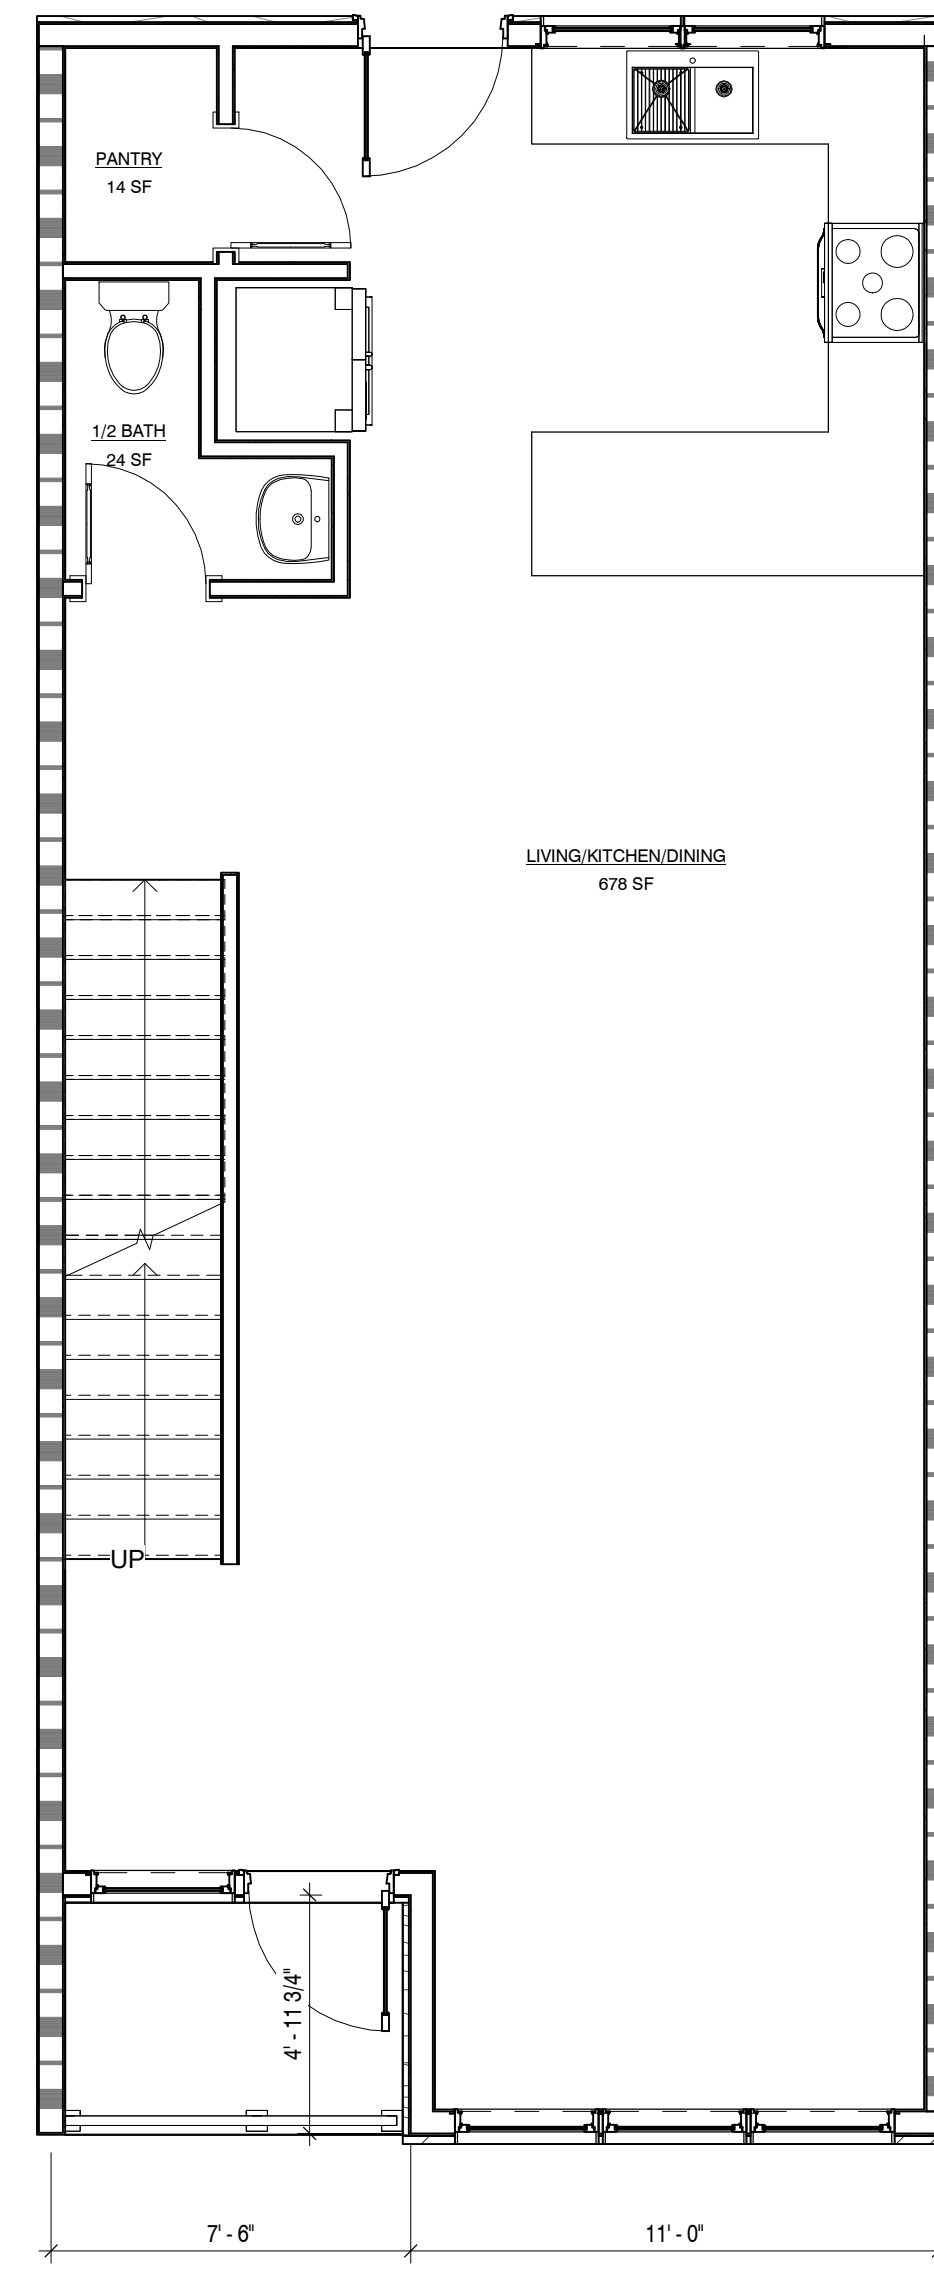 PANTRY
14 SF
1/2 BATH
24 SF
LIVING/KITCHEN/DINING
678 SF
UP
4' - 11 3/4"
7' - 6"
11' - 0"